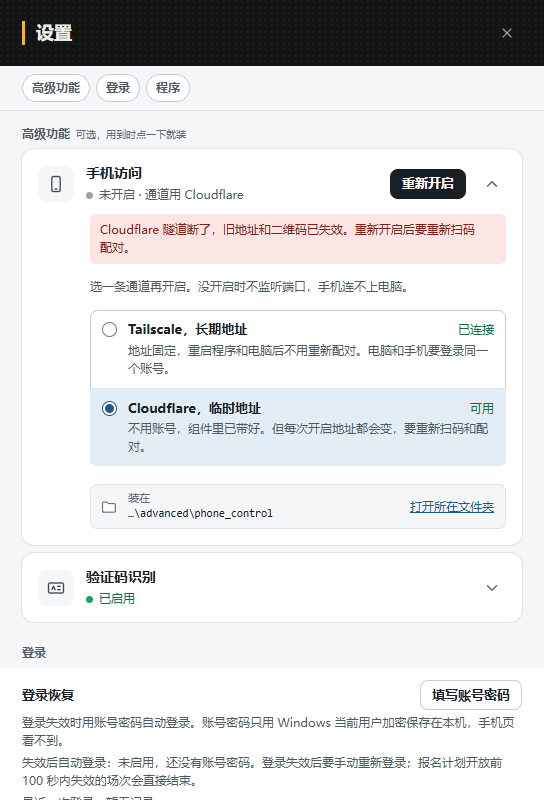 设置
高级功能
登录
程序
高级功能 可选，用到时点一下就装
手机访问
未开启 · 通道用 Cloudflare
重新开启
Cloudflare 隧道断了，旧地址和二维码已失效。重新开启后要重新扫码
配对。
选一条通道再开启。没开启时不监听端口，手机连不上电脑。
Tailscale，长期地址
已连接
地址固定，重启程序和电脑后不用重新配对。电脑和手机要登录同一
个账号。
Cloudflare，临时地址
可用
不用账号，组件里已带好。但每次开启地址都会变，要重新扫码和配
对。
装在
…\advanced\phone_control
打开所在文件夹
验证码识别
已启用
登录
登录恢复
填写账号密码
登录失效时用账号密码自动登录。账号密码只用 Windows 当前用户加密保存在本机，手机页
看不到。
失效后自动登录：未启用，还没有账号密码。登录失效后要手动重新登录；报名计划开放前
100 秒内失效的场次会直接结束。